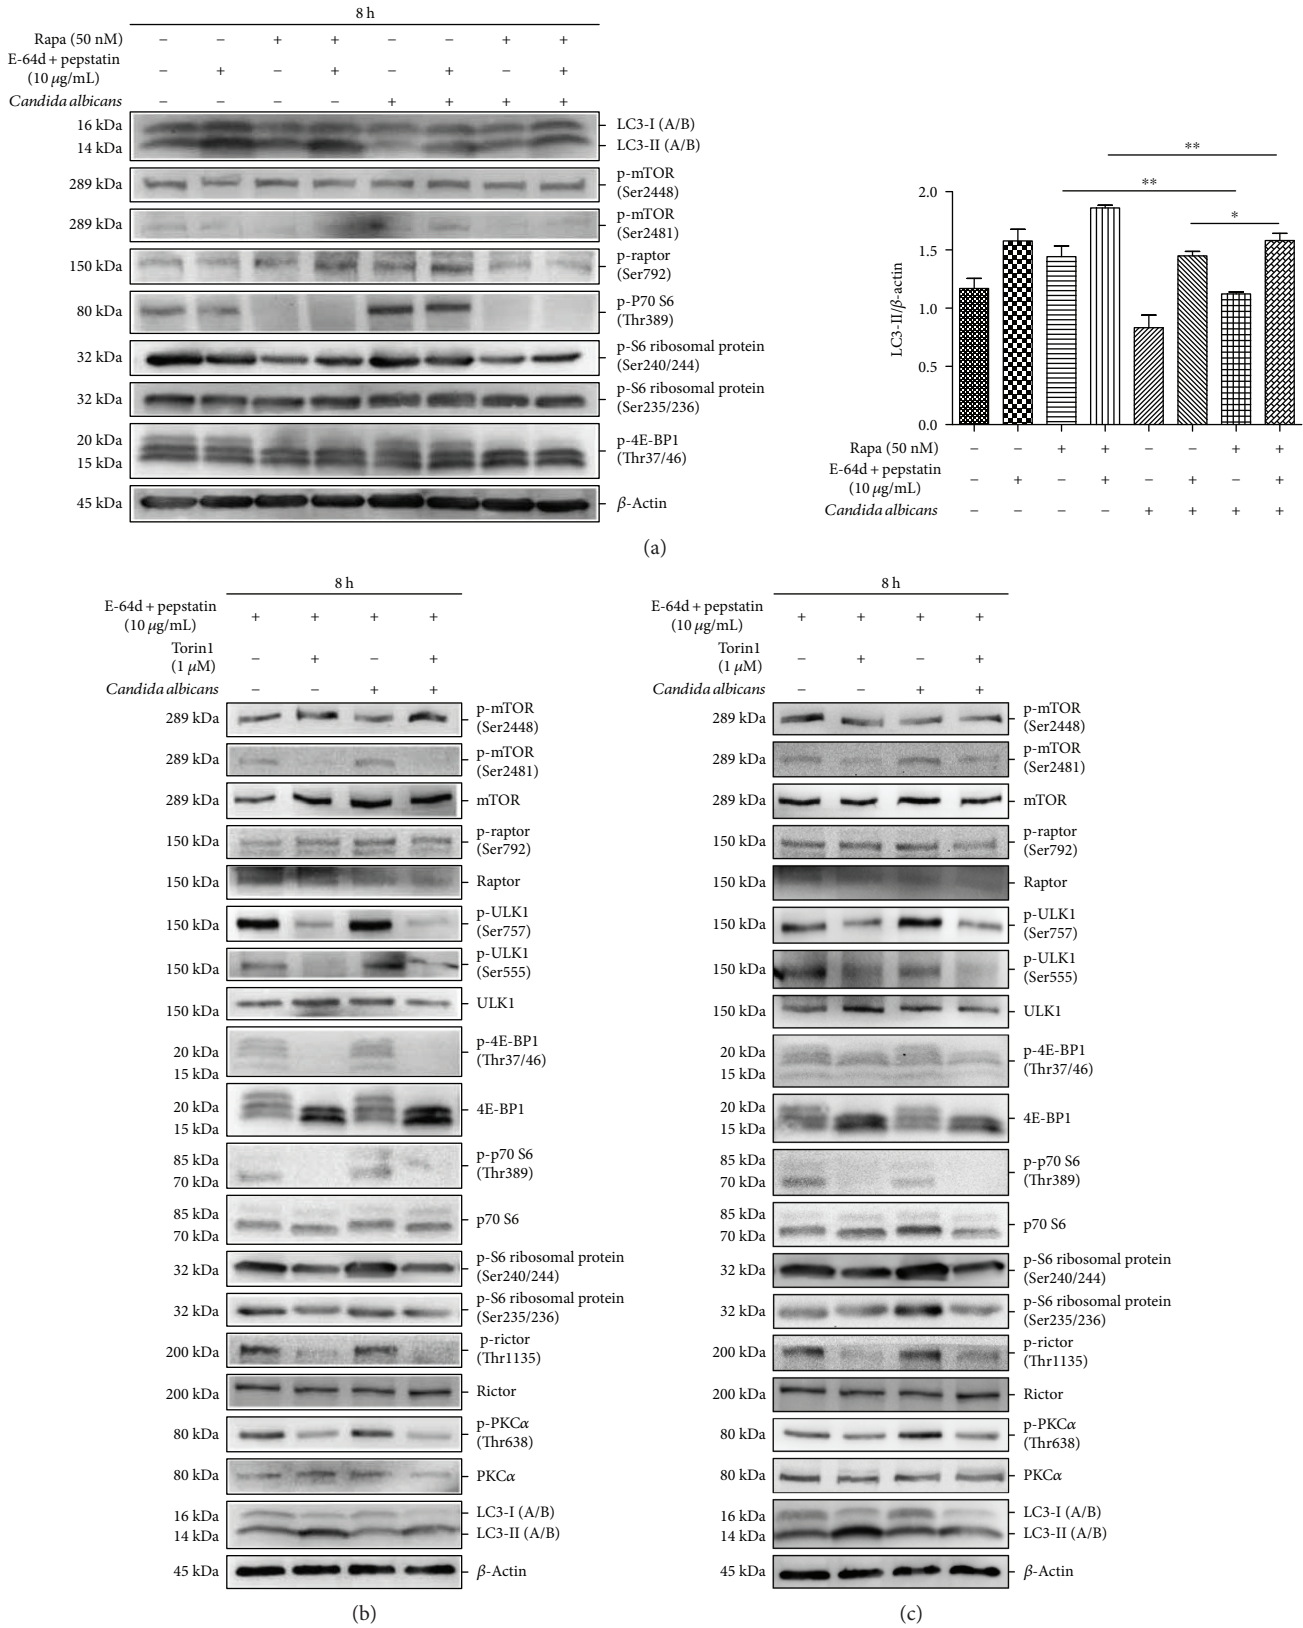 8 h
Rapa (50 nM) – – + + – – + +
E-64d + pepstatin
(10 μg/mL) – + – + – + – +
Candida albicans – – – – + + + +
16 kDa LC3-I (A/B)
14 kDa LC3-II (A/B)
289 kDa p-mTOR
(Ser2448)
289 kDa p-mTOR
(Ser2481)
150 kDa p-raptor
(Ser792)
80 kDa p-P70 S6
(Thr389)
32 kDa p-S6 ribosomal protein
(Ser240/244)
32 kDa p-S6 ribosomal protein
(Ser235/236)
20 kDa p-4E-BP1
15 kDa (Thr37/46)
45 kDa β-Actin
**
**
*
2.0
1.5
1.0
0.5
0.0
LC3-II/β-actin
Rapa (50 nM) – – + + – – + +
E-64d + pepstatin
(10 μg/mL) – + – + – + – +
Candida albicans – – – – + + + +
(a)
8 h
E-64d + pepstatin
(10 μg/mL) + + + +
Torin1
(1 μM) – + – +
Candida albicans – – + +
289 kDa p-mTOR
(Ser2448)
289 kDa p-mTOR
(Ser2481)
289 kDa mTOR
150 kDa p-raptor
(Ser792)
150 kDa Raptor
150 kDa p-ULK1
(Ser757)
150 kDa p-ULK1
(Ser555)
150 kDa ULK1
20 kDa p-4E-BP1
15 kDa (Thr37/46)
20 kDa 4E-BP1
15 kDa
85 kDa p-p70 S6
70 kDa (Thr389)
85 kDa p70 S6
70 kDa
32 kDa p-S6 ribosomal protein
(Ser240/244)
32 kDa p-S6 ribosomal protein
(Ser235/236)
200 kDa p-rictor
(Thr1135)
200 kDa Rictor
80 kDa p-PKCα
(Thr638)
80 kDa PKCα
16 kDa LC3-I (A/B)
14 kDa LC3-II (A/B)
45 kDa β-Actin
(b)
8 h
E-64d + pepstatin
(10 μg/mL) + + + +
Torin1
(1 μM) – + – +
Candida albicans – – + +
289 kDa p-mTOR
(Ser2448)
289 kDa p-mTOR
(Ser2481)
289 kDa mTOR
150 kDa p-raptor
(Ser792)
150 kDa Raptor
150 kDa p-ULK1
(Ser757)
150 kDa p-ULK1
(Ser555)
150 kDa ULK1
20 kDa p-4E-BP1
15 kDa (Thr37/46)
20 kDa 4E-BP1
15 kDa
85 kDa p-p70 S6
70 kDa (Thr389)
85 kDa p70 S6
70 kDa
32 kDa p-S6 ribosomal protein
(Ser240/244)
32 kDa p-S6 ribosomal protein
(Ser235/236)
200 kDa p-rictor
(Thr1135)
200 kDa Rictor
80 kDa p-PKCα
(Thr638)
80 kDa PKCα
16 kDa LC3-I (A/B)
14 kDa LC3-II (A/B)
45 kDa β-Actin
(c)